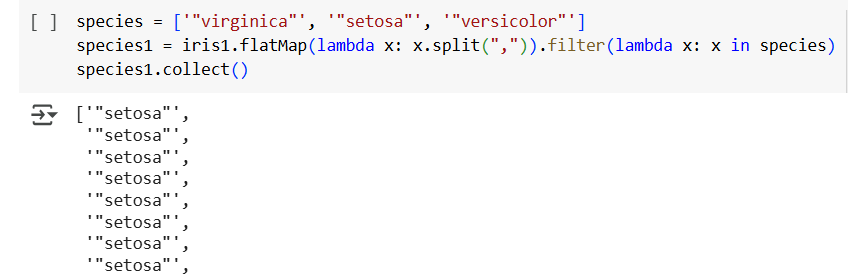 [ ] species = ['"virginica"', '"setosa"', '"versicolor"']
species1 = iris1.flatMap(lambda x: x.split(",")).filter(lambda x: x in species)
species1.collect()
['"setosa"',
'"setosa"',
'"setosa"',
'"setosa"',
'"setosa"',
'"setosa"',
'"setosa"',
'"setosa"',